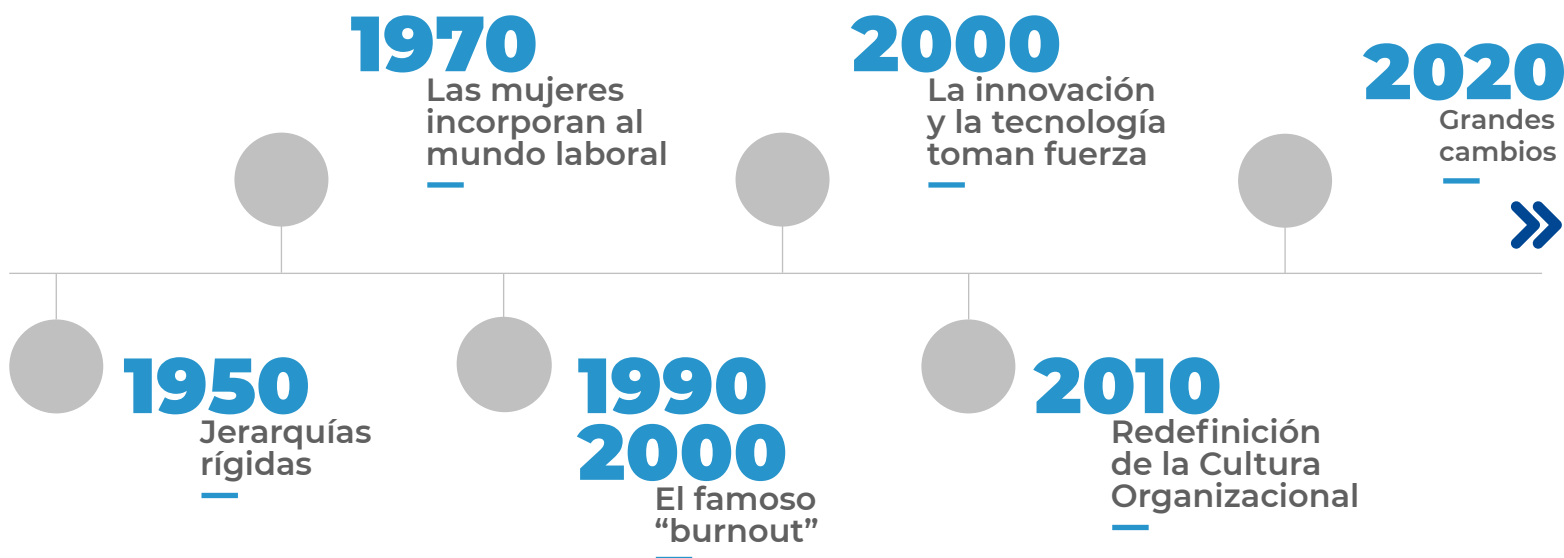 1970
Las mujeres
incorporan al
mundo laboral
2000
La innovación
y la tecnología
toman fuerza
2020
Grandes
cambios
1950
Jerarquías
rígidas
1990
2000
El famoso
“burnout”
2010
Redefinición
de la Cultura
Organizacional